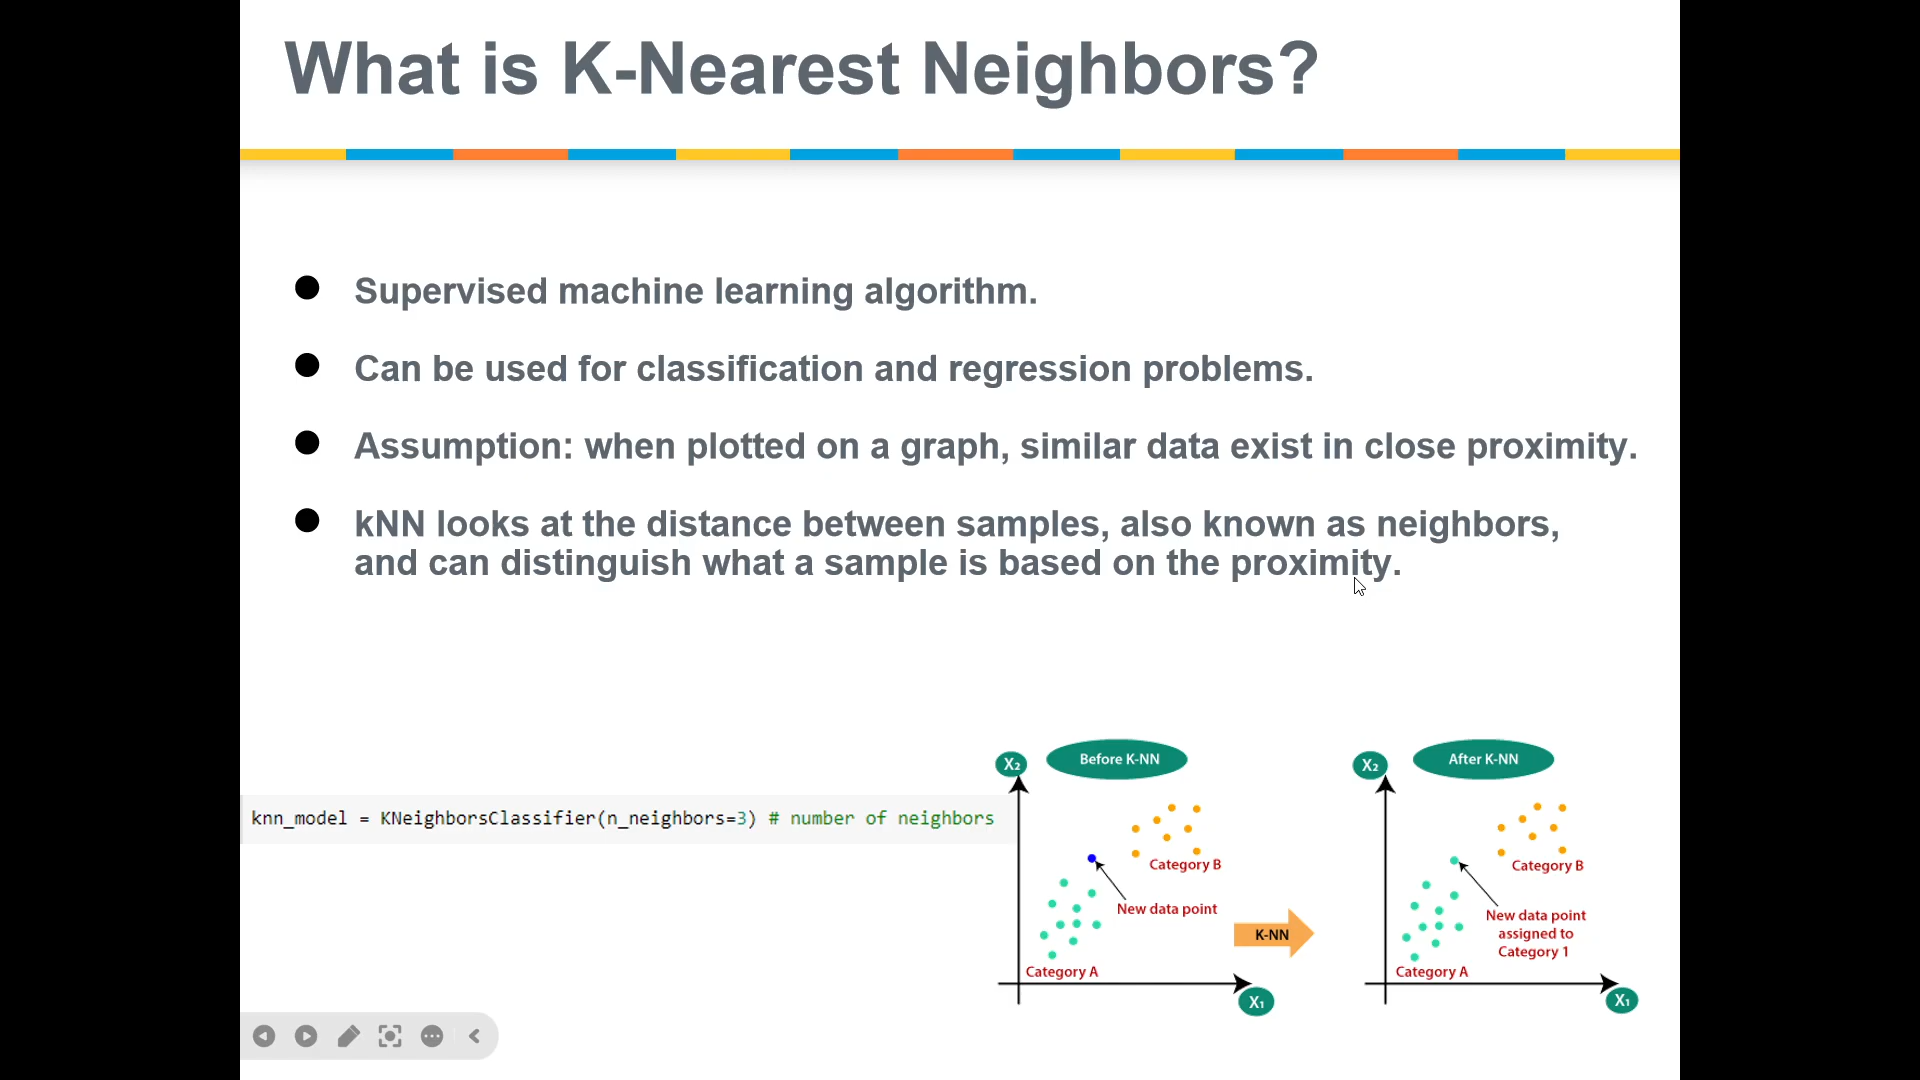 What is K-Nearest Neighbors?
Supervised machine learning algorithm.
Can be used for classification and regression problems.
Assumption: when plotted on a graph, similar data exist in close proximity.
kNN looks at the distance between samples, also known as neighbors,
and can distinguish what a sample is based on the proximity.
knn_model = KNeighborsClassifier(n_neighbors=3) # number of neighbors
X₂
Before K-NN
Category B
New data point
Category A
X₁
K-NN
X₂
After K-NN
Category B
New data point
assigned to
Category 1
Category A
X₁